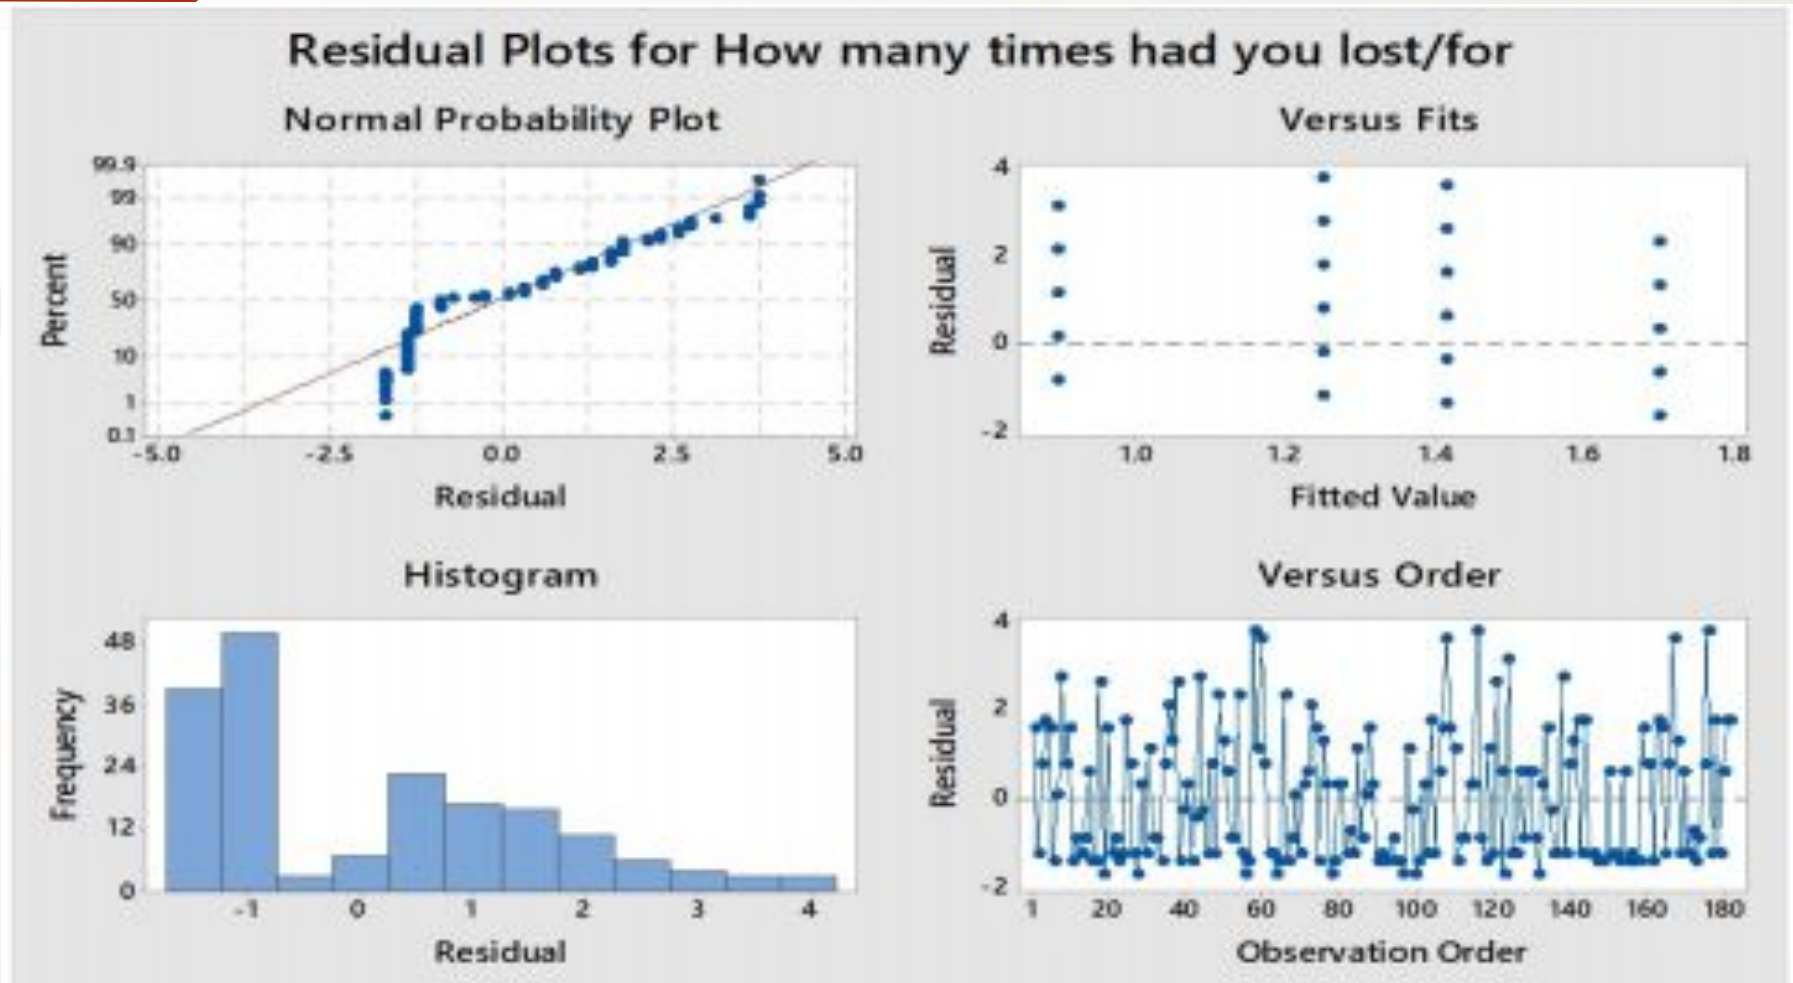 Residual Plots for How many times had you lost/for
Normal Probability Plot
99.9
99
90
50
10
1
0.1
Percent
-5.0 -2.5 0.0 2.5 5.0
Residual
Versus Fits
4
2
0
-2
Residual
1.0 1.2 1.4 1.6 1.8
Fitted Value
Histogram
48
36
24
12
0
Frequency
-1 0 1 2 3 4
Residual
Versus Order
4
2
0
-2
Residual
1 20 40 60 80 100 120 140 160 180
Observation Order